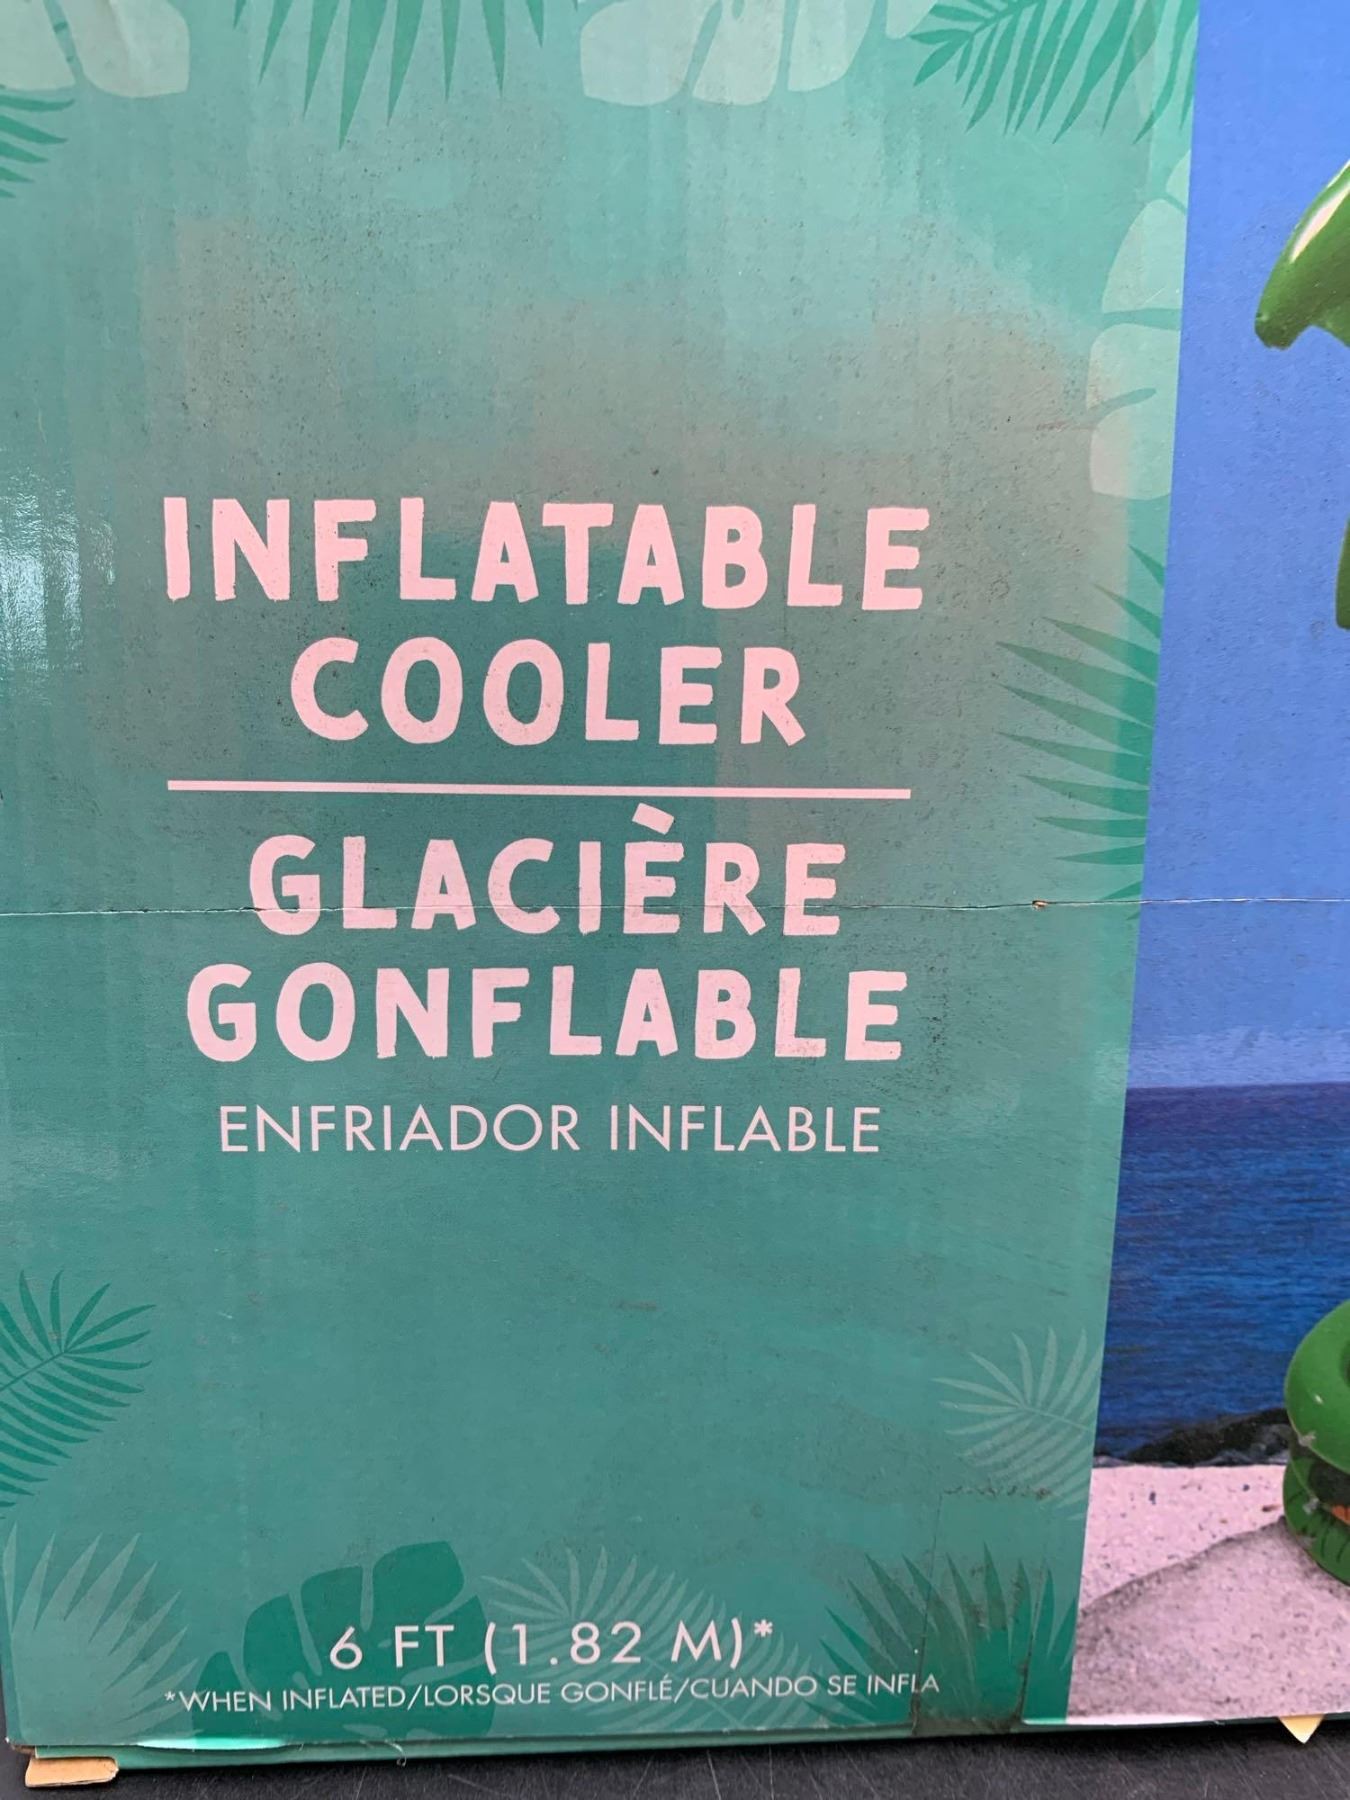 INFLATABLE
COOLER
GLACIÈRE
GONFLABLE
ENFRIADOR INFLABLE
6 FT (1.82 M)*
*WHEN INFLATED/LORSQUE GONFLÉ/CUANDO SE INFLA